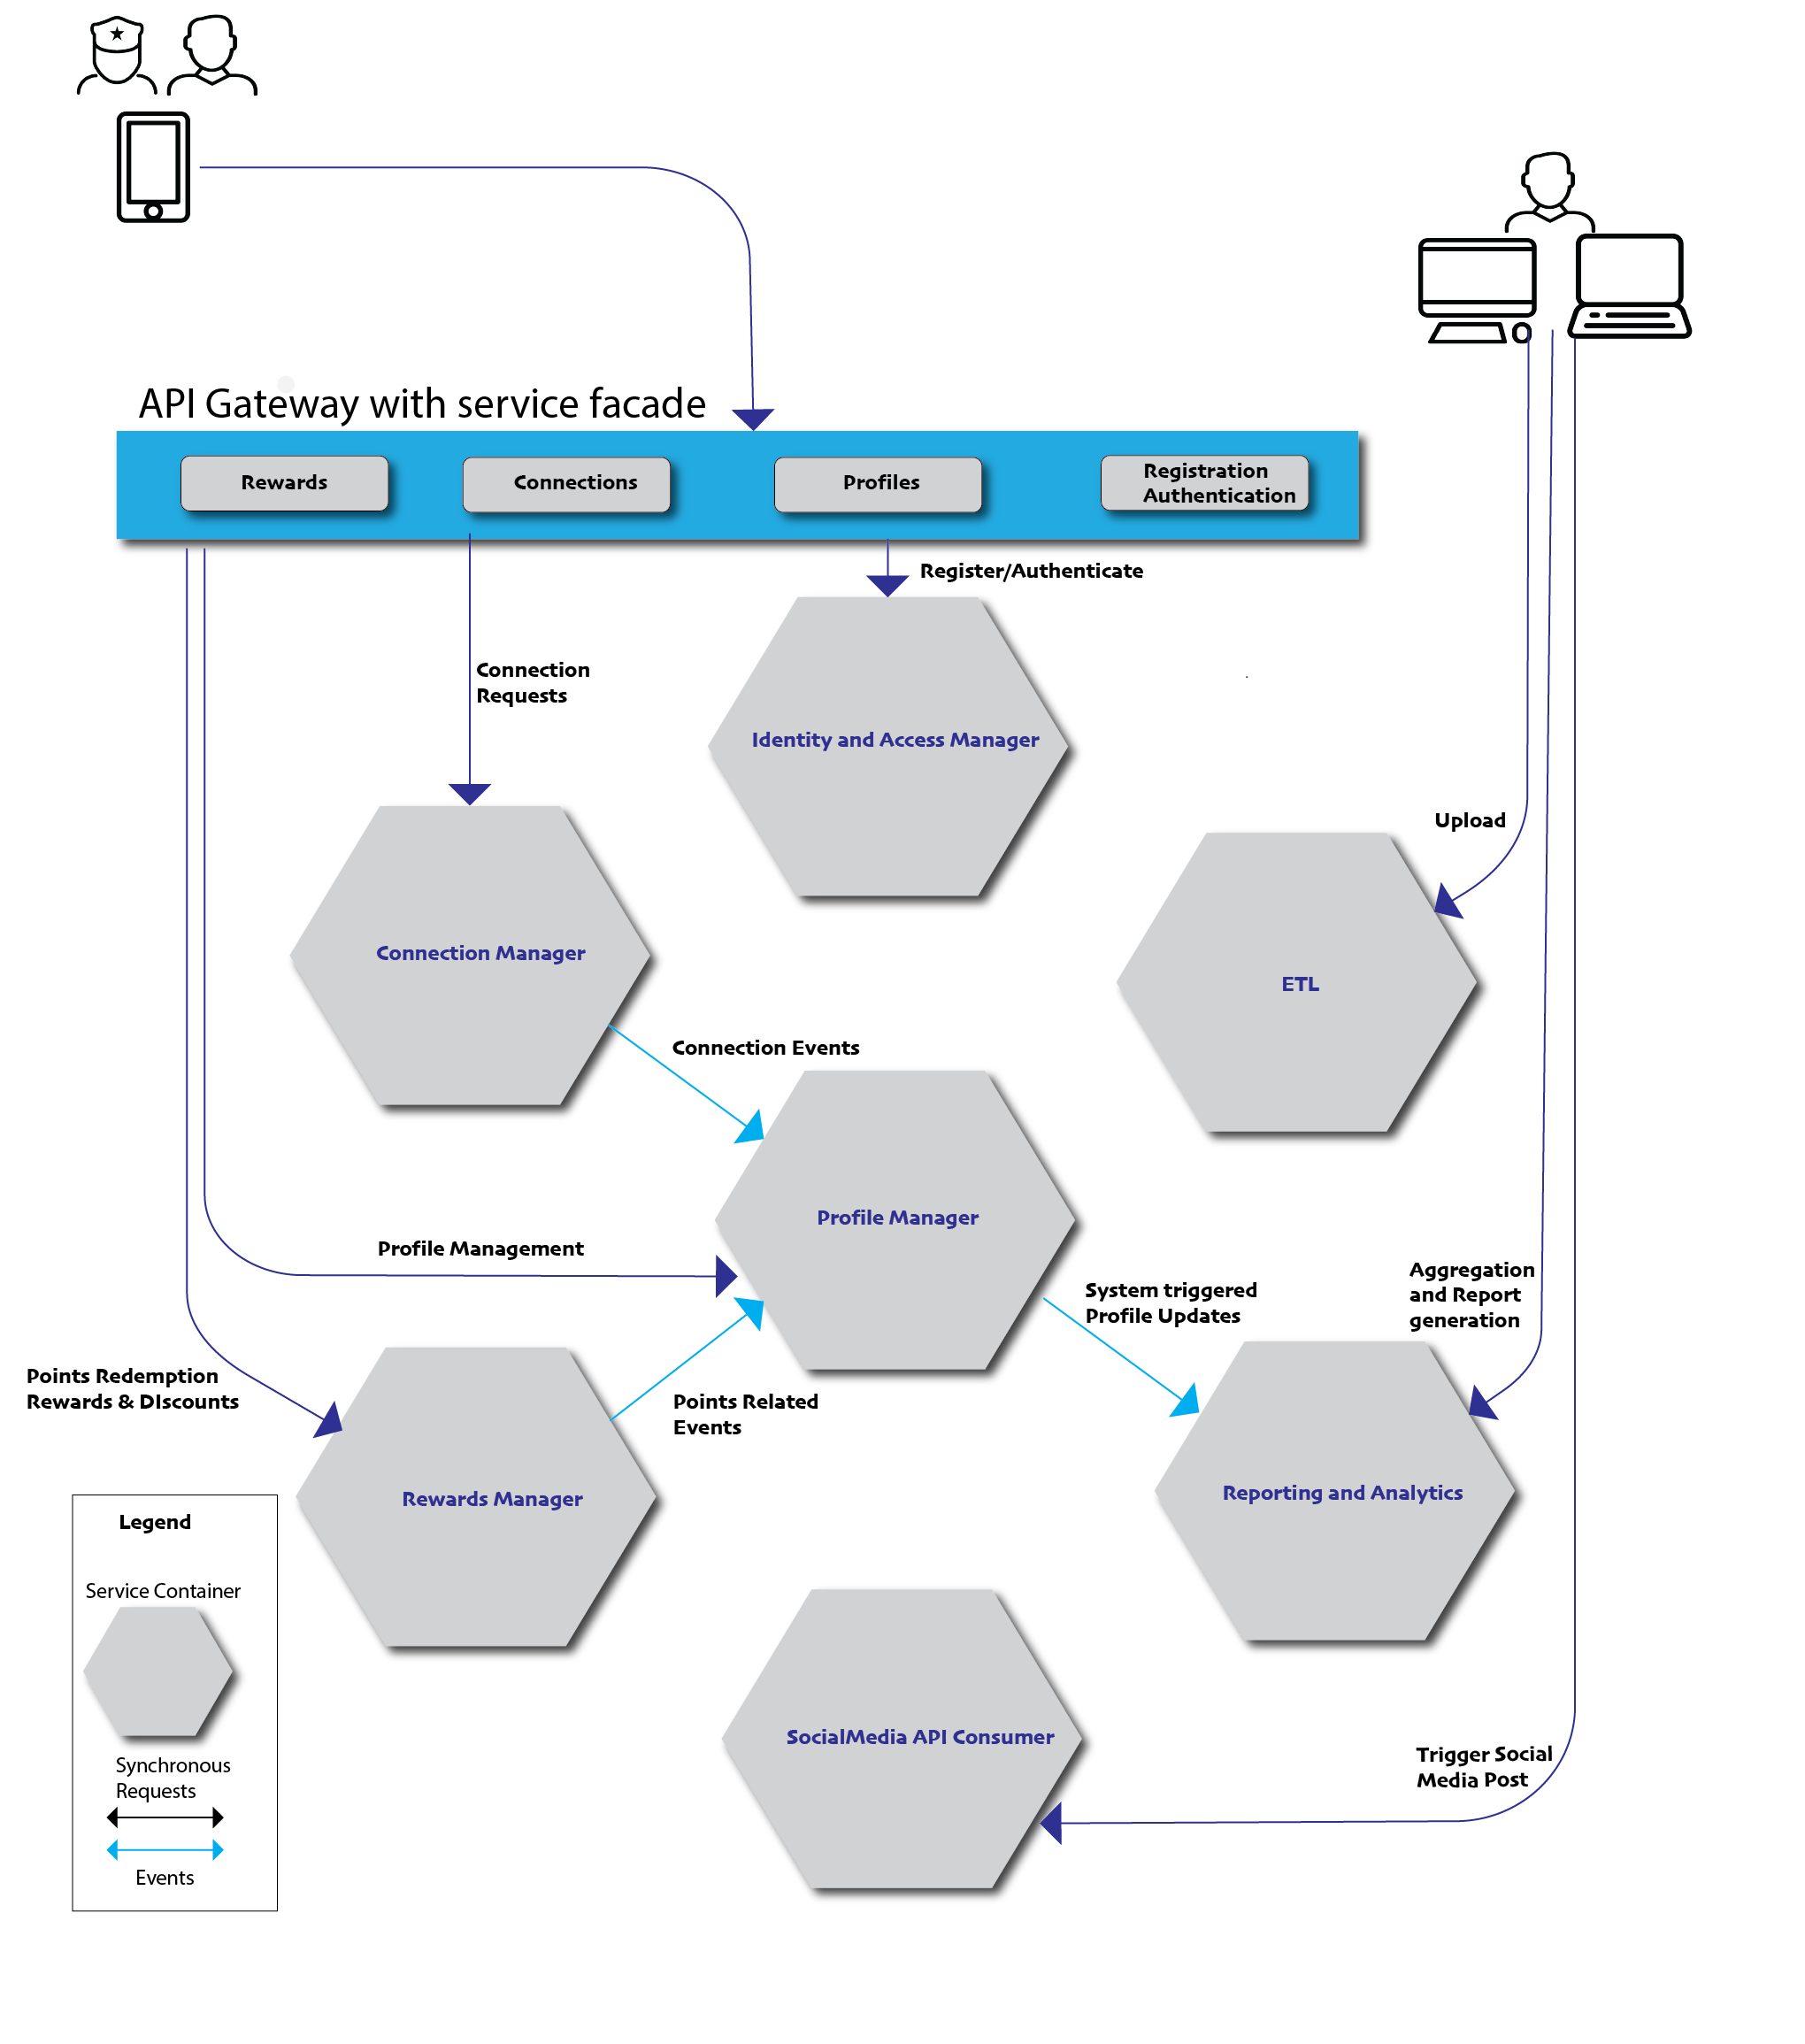 API Gateway with service facade
Rewards
Connections
Profiles
Registration
Authentication
Register/Authenticate
Connection
Requests
Identity and Access Manager
Upload
Connection Manager
ETL
Connection Events
Profile Manager
Profile Management
System triggered
Profile Updates
Aggregation
and Report
generation
Points Redemption
Rewards & DIscounts
Points Related
Events
Rewards Manager
Reporting and Analytics
Legend
Service Container
SocialMedia API Consumer
Trigger Social
Media Post
Synchronous
Requests
Events